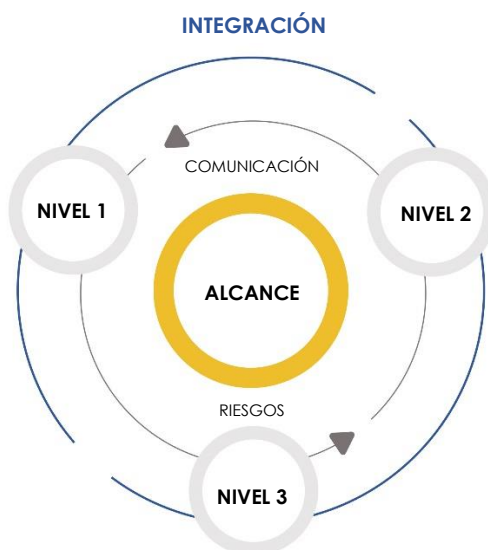 INTEGRACIÓN
COMUNICACIÓN
NIVEL 1
NIVEL 2
ALCANCE
RIESGOS
NIVEL 3